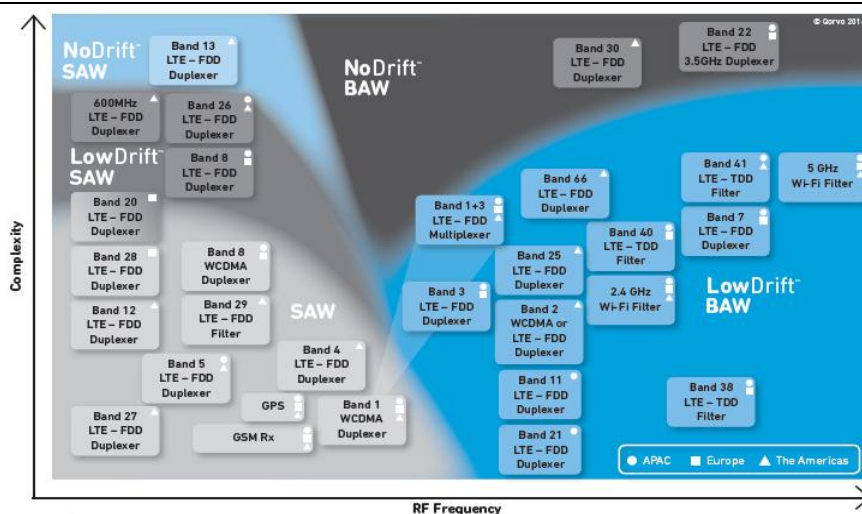 © Qorvo
NoDrift™
SAW
Band 13
LTE – FDD
Duplexer
NoDrift™
BAW
Band 30
LTE – FDD
Duplexer
Band 22
LTE – FDD
3.5GHz Duplexer
600MHz
LTE – FDD
Duplexer
Band 26
LTE – FDD
Duplexer
LowDrift™
SAW
Band 8
LTE – FDD
Duplexer
Band 20
LTE – FDD
Duplexer
Band 28
LTE – FDD
Duplexer
Band 8
WCDMA
Duplexer
Band 12
LTE – FDD
Duplexer
Band 29
LTE – FDD
Filter
SAW
Band 5
LTE – FDD
Duplexer
Band 4
LTE – FDD
Duplexer
Band 27
LTE – FDD
Duplexer
GPS
GSM Rx
Band 1
WCDMA
Duplexer
Band 1+3
LTE – FDD
Multiplexer
Band 66
LTE – FDD
Duplexer
Band 41
LTE – TDD
Filter
5 GHz
Wi-Fi Filter
Band 40
LTE – TDD
Filter
Band 7
LTE – FDD
Duplexer
Band 3
LTE – FDD
Duplexer
Band 25
LTE – FDD
Duplexer
2.4 GHz
Wi-Fi Filter
LowDrift™
BAW
Band 2
WCDMA or
LTE – FDD
Duplexer
Band 11
LTE – FDD
Duplexer
Band 38
LTE – TDD
Filter
Band 21
LTE – FDD
Duplexer
APAC Europe The Americas
Complexity
RF Frequency